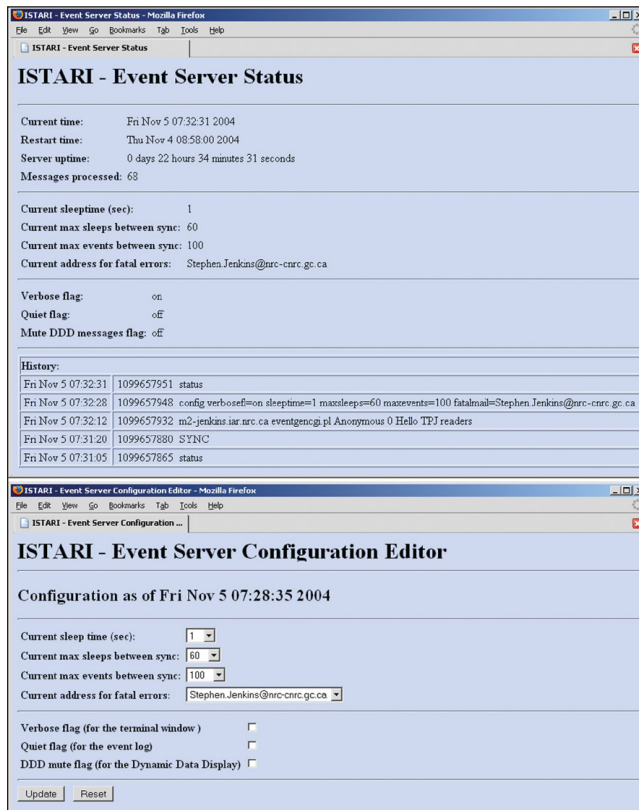 ISTARI - Event Server Status - Mozilla Firefox
File Edit View Go Bookmarks Tab Tools Help
ISTARI - Event Server Status
ISTARI - Event Server Status
Current time: Fri Nov 5 07:32:31 2004
Restart time: Thu Nov 4 08:58:00 2004
Server uptime: 0 days 22 hours 34 minutes 31 seconds
Messages processed: 68
Current sleeptime (sec): 1
Current max sleeps between sync: 60
Current max events between sync: 100
Current address for fatal errors: Stephen.Jenkins@nrc-cnrc.gc.ca
Verbose flag: on
Quiet flag: off
Mute DDD messages flag: off
History:
Fri Nov 5 07:32:31 1099657951 status
Fri Nov 5 07:32:28 1099657948 config verbosefl=on sleeptime=1 maxsleeps=60 maxevents=100 fatalmail=Stephen.Jenkins@nrc-cnrc.gc.ca
Fri Nov 5 07:32:12 1099657932 m2-jenkins.iar.nrc.ca eventgencgi.pl Anonymous 0 Hello TPJ readers
Fri Nov 5 07:31:20 1099657880 SYNC
Fri Nov 5 07:31:05 1099657865 status
ISTARI - Event Server Configuration Editor - Mozilla Firefox
File Edit View Go Bookmarks Tab Tools Help
ISTARI - Event Server Configuration ...
ISTARI - Event Server Configuration Editor
Configuration as of Fri Nov 5 07:28:35 2004
Current sleep time (sec): 1
Current max sleeps between sync: 60
Current max events between sync: 100
Current address for fatal errors: Stephen.Jenkins@nrc-cnrc.gc.ca
Verbose flag (for the terminal window )
Quiet flag (for the event log)
DDD mute flag (for the Dynamic Data Display)
Update Reset